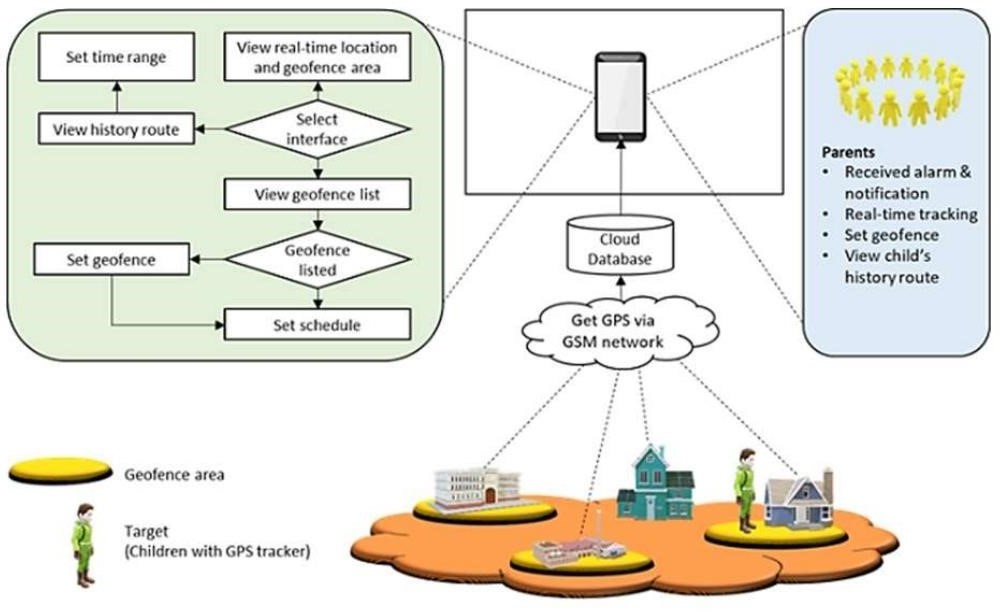 Set time range
View real-time location
and geofence area
View history route
Select
interface
View geofence list
Set geofence
Geofence
listed
Set schedule
Cloud
Database
Get GPS via
GSM network
Parents
• Received alarm &
notification
• Real-time tracking
• Set geofence
• View child's
history route
Geofence area
Target
(Children with GPS tracker)